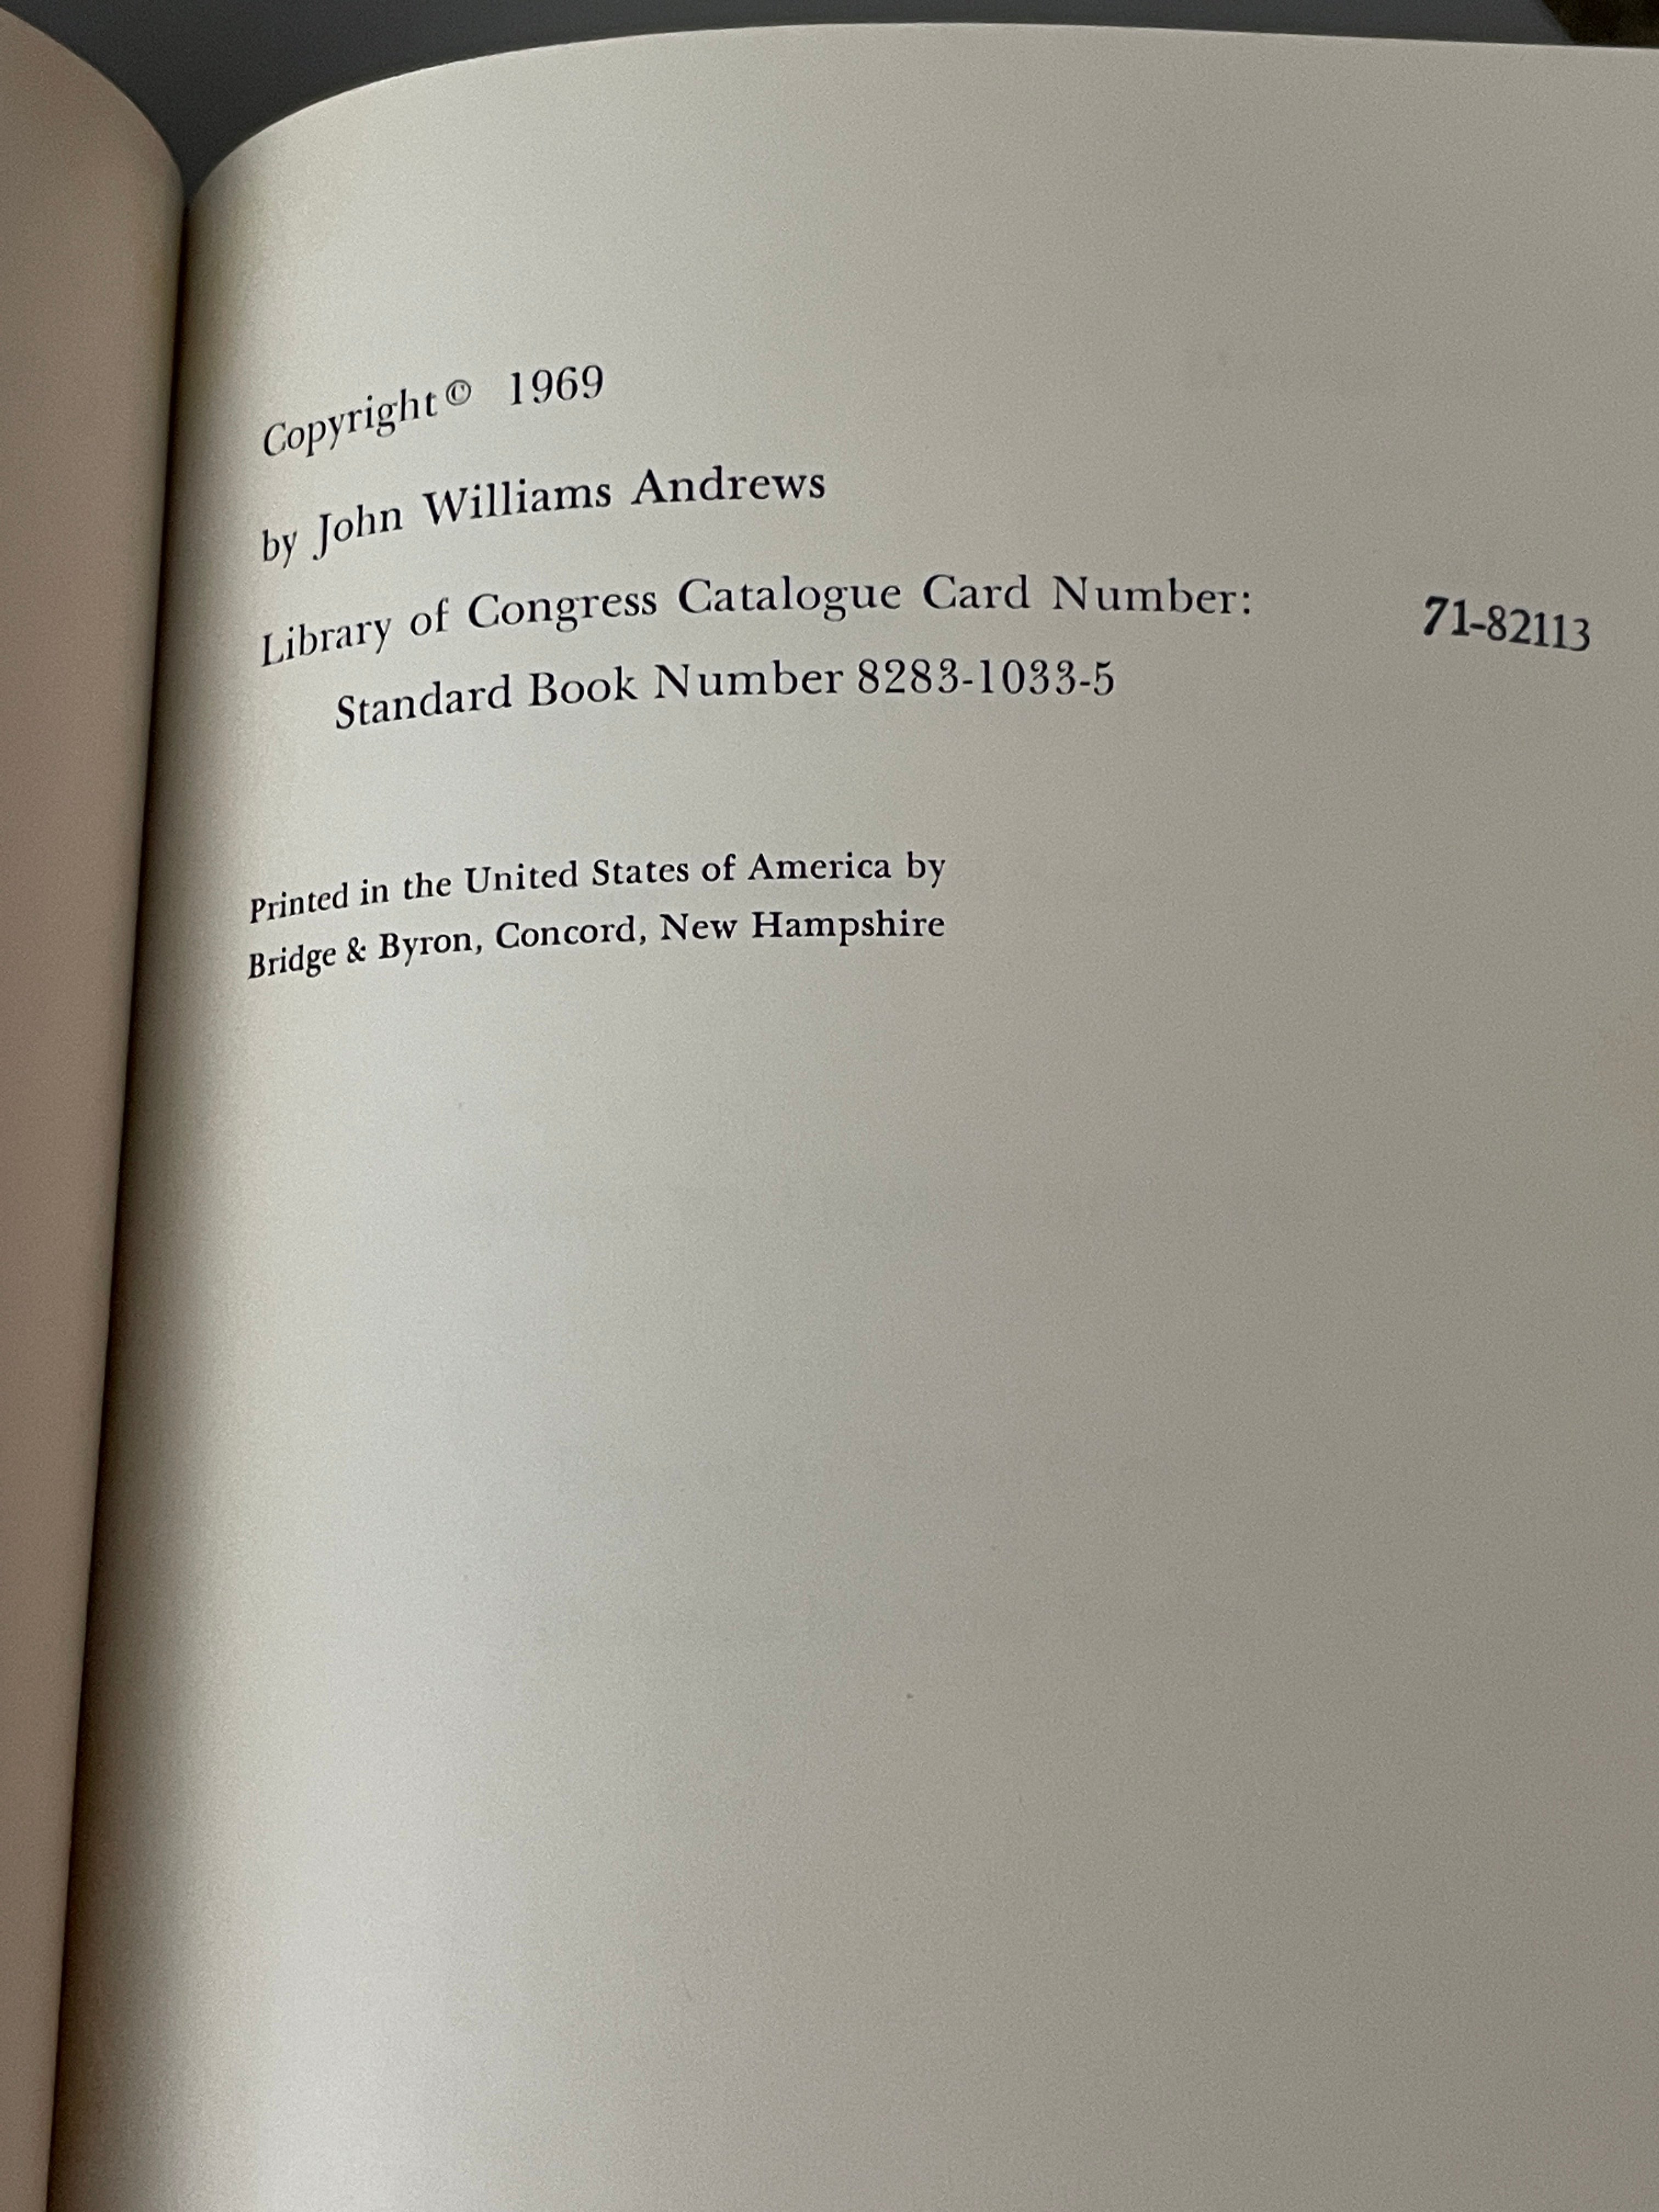 Copyright © 1969
by John Williams Andrews
Library of Congress Catalogue Card Number: 71-82113
Standard Book Number 8283-1033-5
Printed in the United States of America by
Bridge & Byron, Concord, New Hampshire